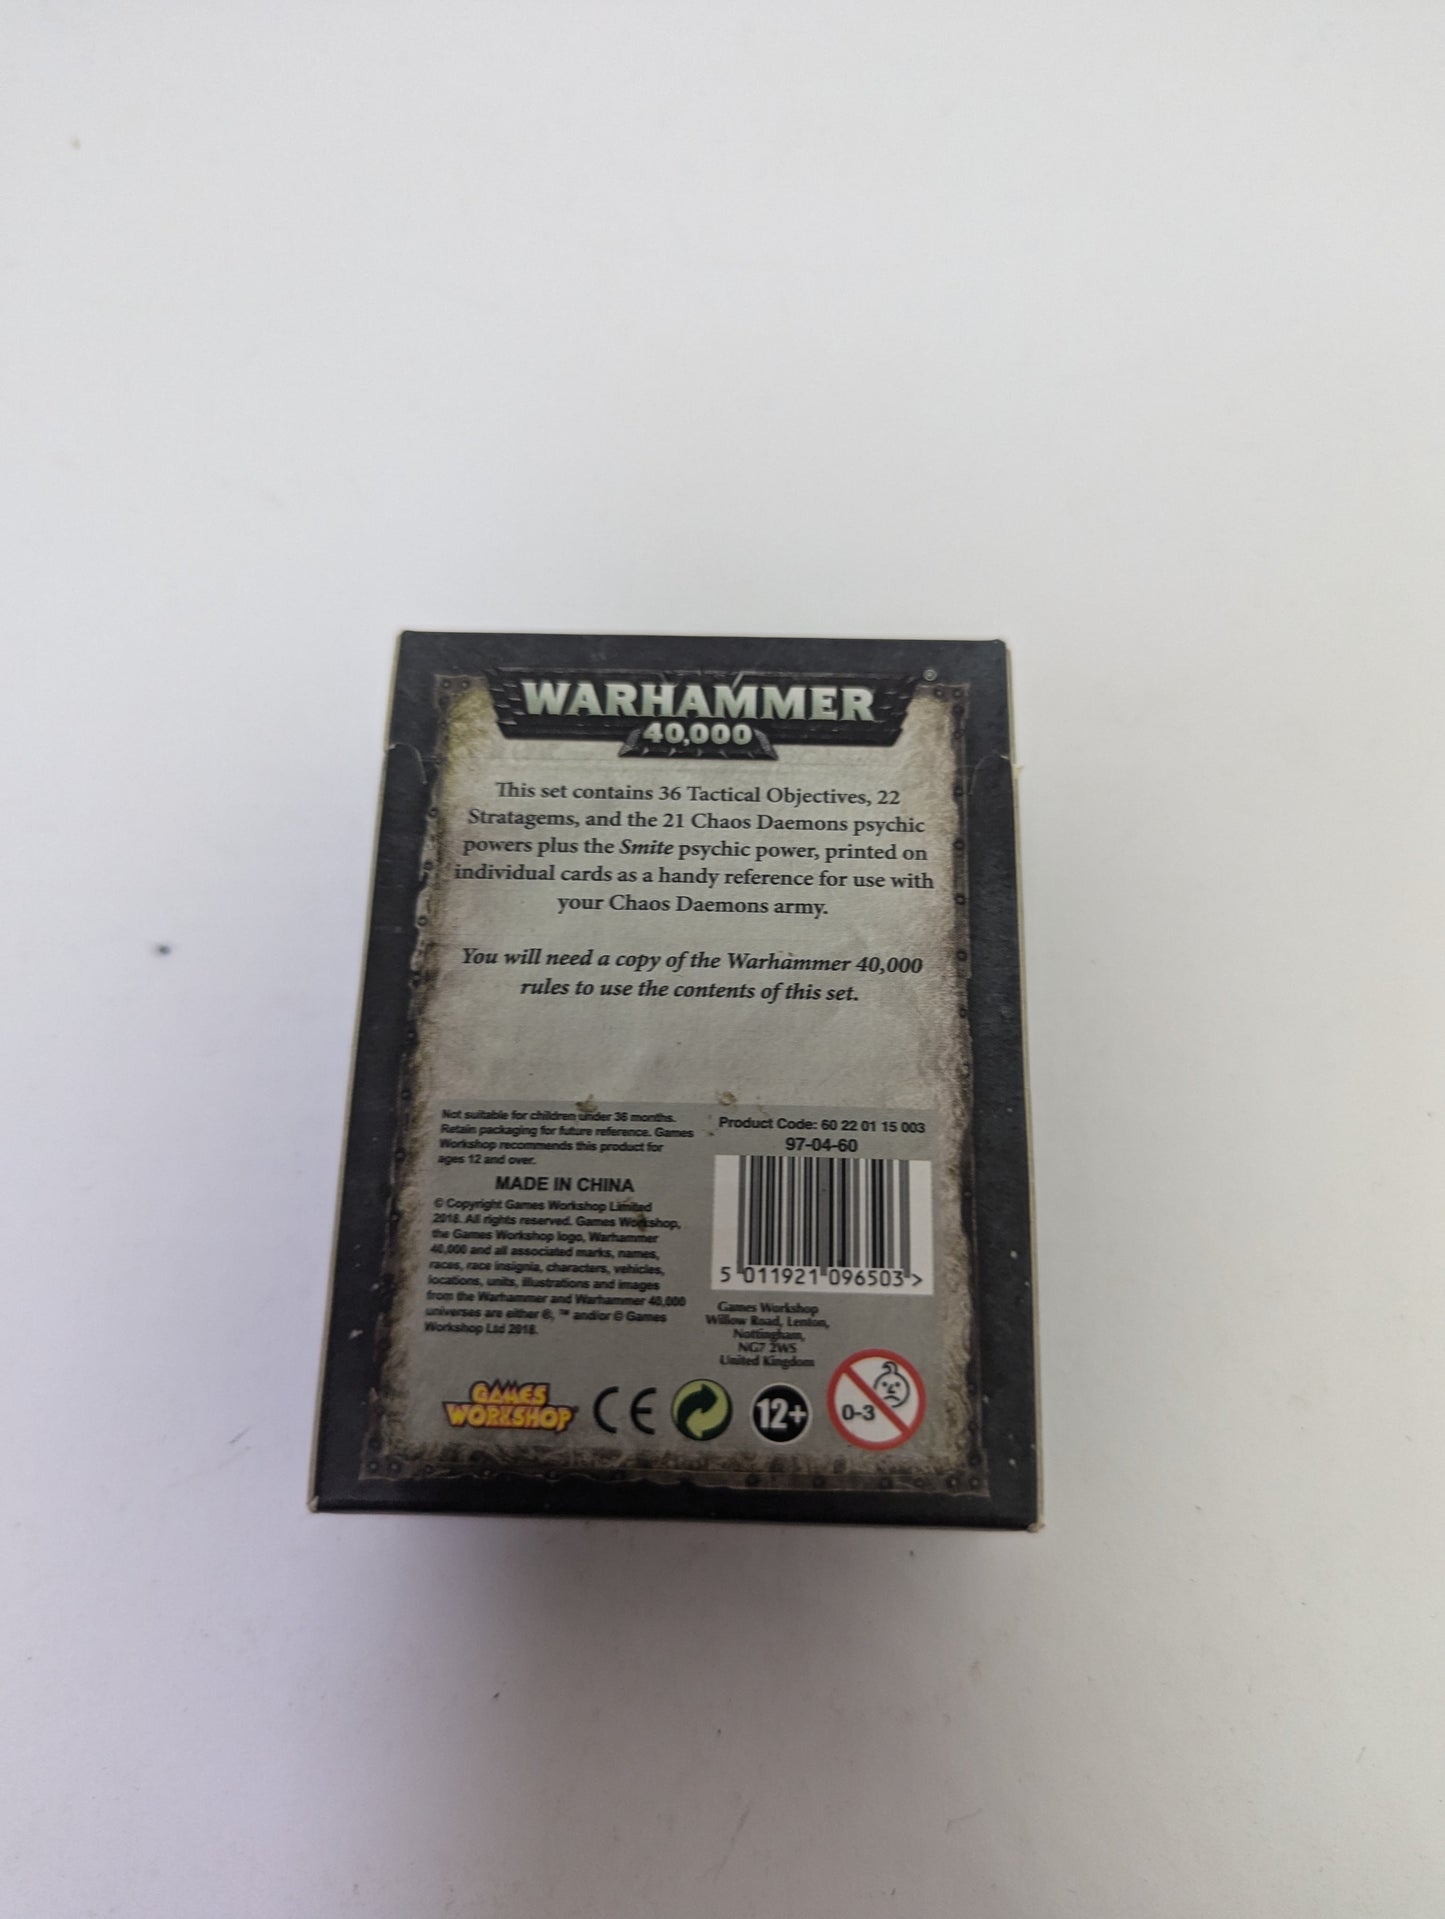 WARHAMMER®
40,000
This set contains 36 Tactical Objectives, 22
Stratagems, and the 21 Chaos Daemons psychic
powers plus the Smite psychic power, printed on
individual cards as a handy reference for use with
your Chaos Daemons army.
You will need a copy of the Warhammer 40,000
rules to use the contents of this set.
Not suitable for children under 36 months.
Retain packaging for future reference. Games
Workshop recommends this product for
ages 12 and over.
MADE IN CHINA
© Copyright Games Workshop Limited
2018. All rights reserved. Games Workshop,
the Games Workshop logo, Warhammer
40,000 and all associated marks, names,
races, race insignia, characters, vehicles,
locations, units, illustrations and images
from the Warhammer and Warhammer 40,000
universes are either ®, ™ and/or © Games
Workshop Ltd 2018.
Product Code: 60 22 01 15 003
97-04-60
5 011921 096503 >
Games Workshop
Willow Road, Lenton,
Nottingham,
NG7 2WS
United Kingdom
GAMES
WORKSHOP
CE
12+
0-3